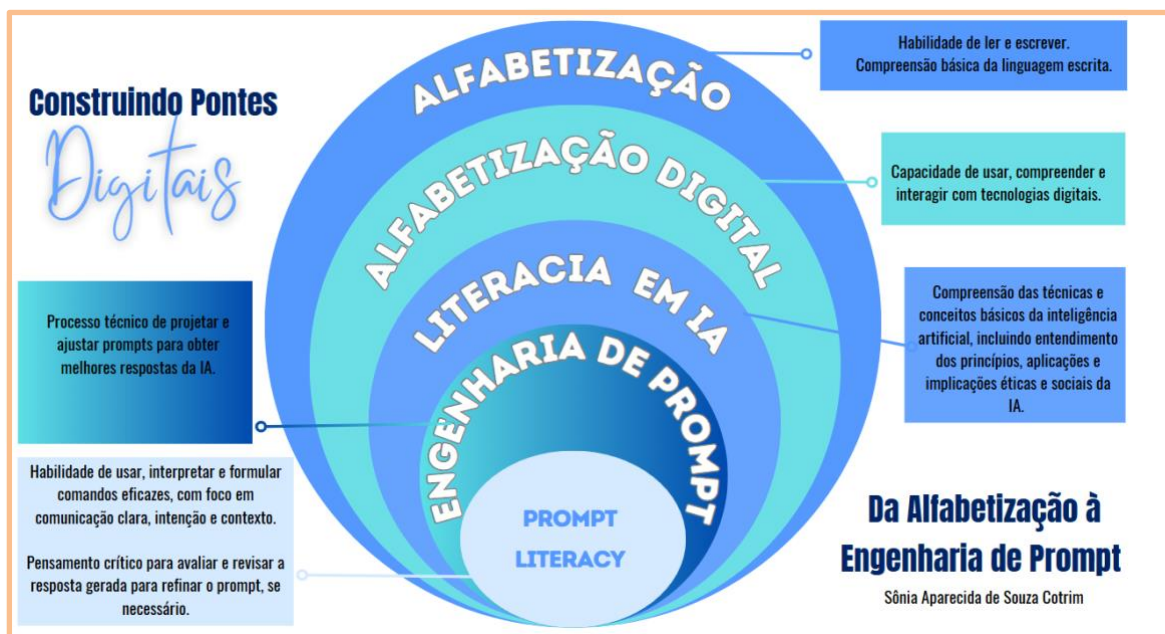 Construindo Pontes
Digitais
ALFABETIZAÇÃO
ALFABETIZAÇÃO DIGITAL
LITERACIA EM IA
ENGENHARIA DE PROMPT
PROMPT
LITERACY
Habilidade de ler e escrever.
Compreensão básica da linguagem escrita.
Capacidade de usar, compreender e
interagir com tecnologias digitais.
Compreensão das técnicas e
conceitos básicos da inteligência
artificial, incluindo entendimento
dos princípios, aplicações e
implicações éticas e sociais da
IA.
Processo técnico de projetar e
ajustar prompts para obter
melhores respostas da IA.
Habilidade de usar, interpretar e formular
comandos eficazes, com foco em
comunicação clara, intenção e contexto.
Pensamento crítico para avaliar e revisar a
resposta gerada para refinar o prompt, se
necessário.
Da Alfabetização à
Engenharia de Prompt
Sônia Aparecida de Souza Cotrim